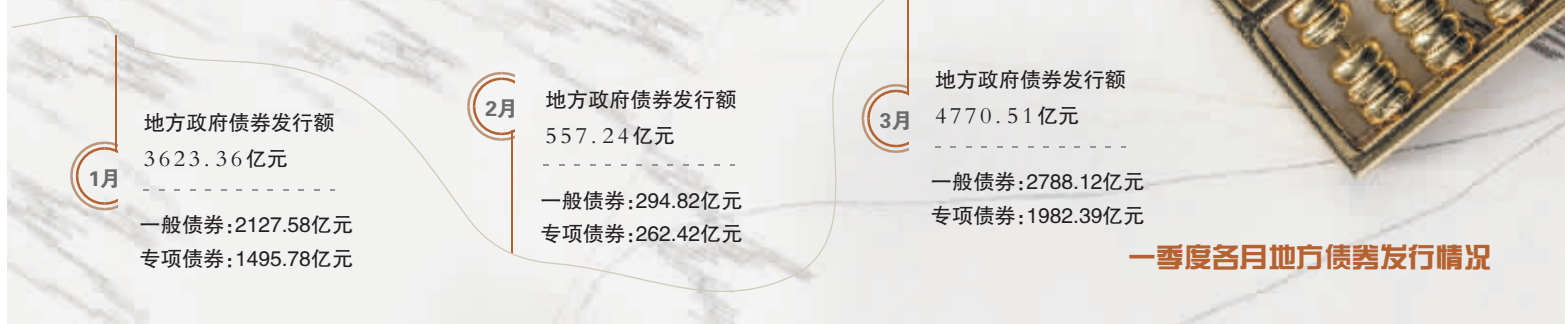 1月
地方政府债券发行额
3623.36亿元
一般债券:2127.58亿元
专项债券:1495.78亿元
2月
地方政府债券发行额
557.24亿元
一般债券:294.82亿元
专项债券:262.42亿元
3月
地方政府债券发行额
4770.51亿元
一般债券:2788.12亿元
专项债券:1982.39亿元
一季度各月地方债券发行情况